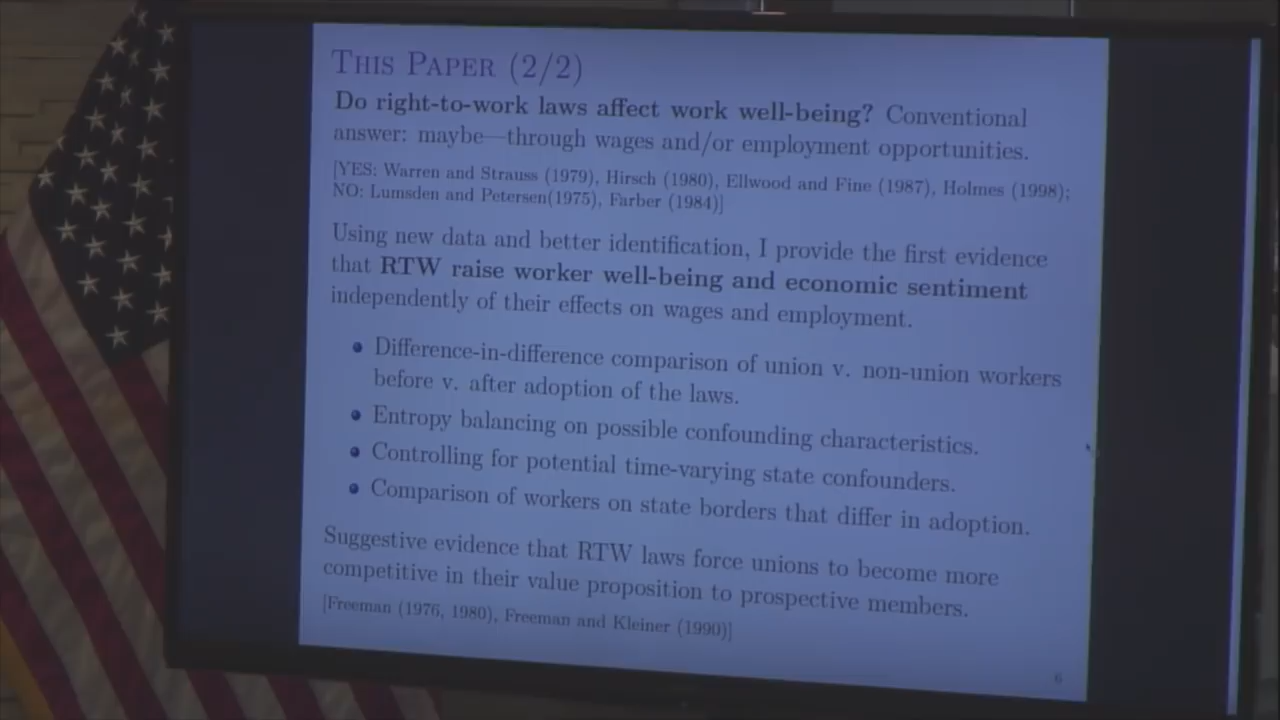 THIS PAPER (2/2)
Do right-to-work laws affect work well-being? Conventional
answer: maybe—through wages and/or employment opportunities.
[YES: Warren and Strauss (1979), Hirsch (1980), Ellwood and Fine (1987), Holmes (1998);
NO: Lumsden and Petersen(1975), Farber (1984)]
Using new data and better identification, I provide the first evidence
that RTW raise worker well-being and economic sentiment
independently of their effects on wages and employment.
• Difference-in-difference comparison of union v. non-union workers
before v. after adoption of the laws.
• Entropy balancing on possible confounding characteristics.
• Controlling for potential time-varying state confounders.
• Comparison of workers on state borders that differ in adoption.
Suggestive evidence that RTW laws force unions to become more
competitive in their value proposition to prospective members.
[Freeman (1976, 1980), Freeman and Kleiner (1990)]
6